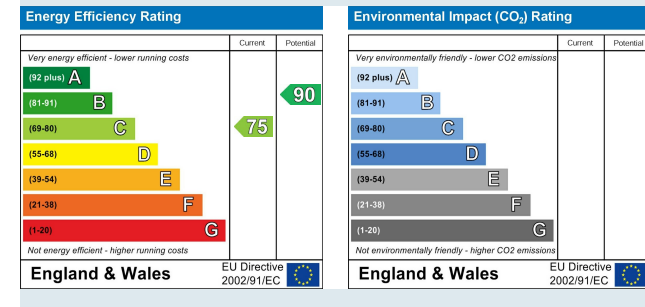 Energy Efficiency Rating
Current Potential
Very energy efficient - lower running costs
(92 plus) A
(81-91) B
90
(69-80) C
75
(55-68) D
(39-54) E
(21-38) F
(1-20) G
Not energy efficient - higher running costs
England & Wales
EU Directive
2002/91/EC
Environmental Impact (CO₂) Rating
Current Potential
Very environmentally friendly - lower CO2 emissions
(92 plus) A
(81-91) B
(69-80) C
(55-68) D
(39-54) E
(21-38) F
(1-20) G
Not environmentally friendly - higher CO2 emissions
England & Wales
EU Directive
2002/91/EC